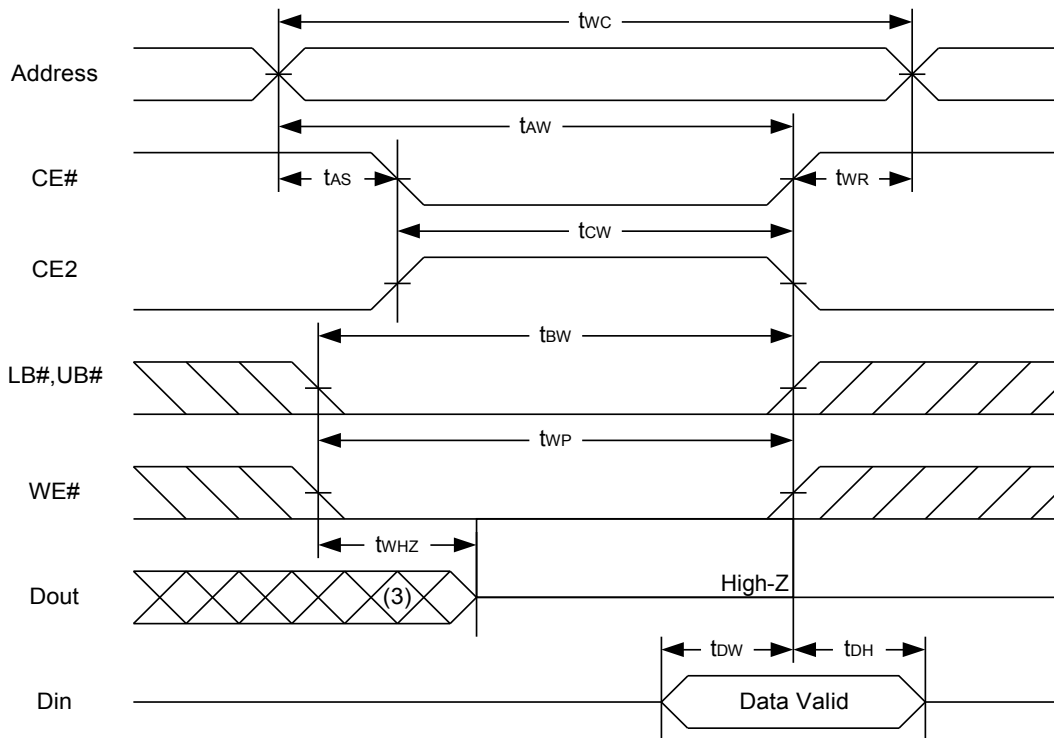 tWC
Address
tAW
CE#
tAS
tWR
tCW
CE2
tBW
LB#,UB#
tWP
WE#
tWHZ
High-Z
Dout
(3)
tDW
tDH
Din
Data Valid